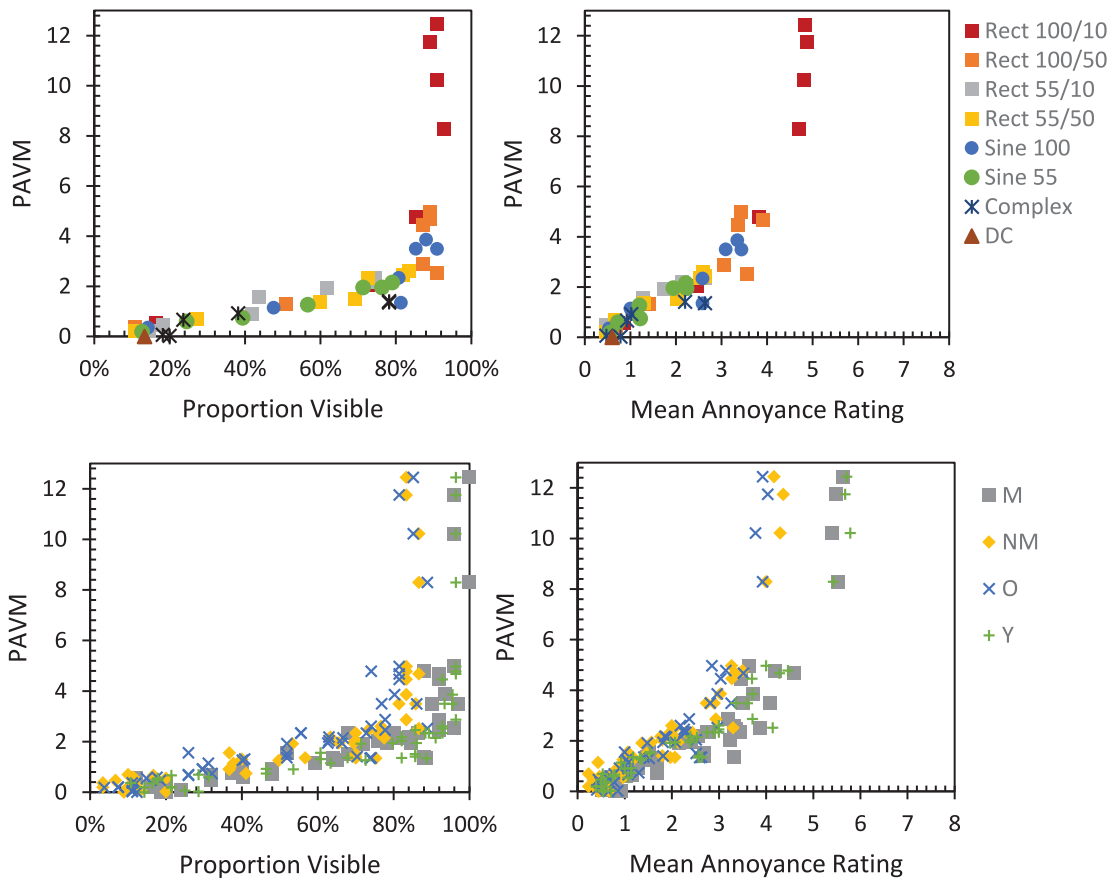 12
10
8
6
4
2
0
PAVM
0% 20% 40% 60% 80% 100%
Proportion Visible
12
10
8
6
4
2
0
PAVM
0 1 2 3 4 5 6 7 8
Mean Annoyance Rating
Rect 100/10
Rect 100/50
Rect 55/10
Rect 55/50
Sine 100
Sine 55
Complex
DC
12
10
8
6
4
2
0
PAVM
0% 20% 40% 60% 80% 100%
Proportion Visible
12
10
8
6
4
2
0
PAVM
0 1 2 3 4 5 6 7 8
Mean Annoyance Rating
M
NM
O
Y